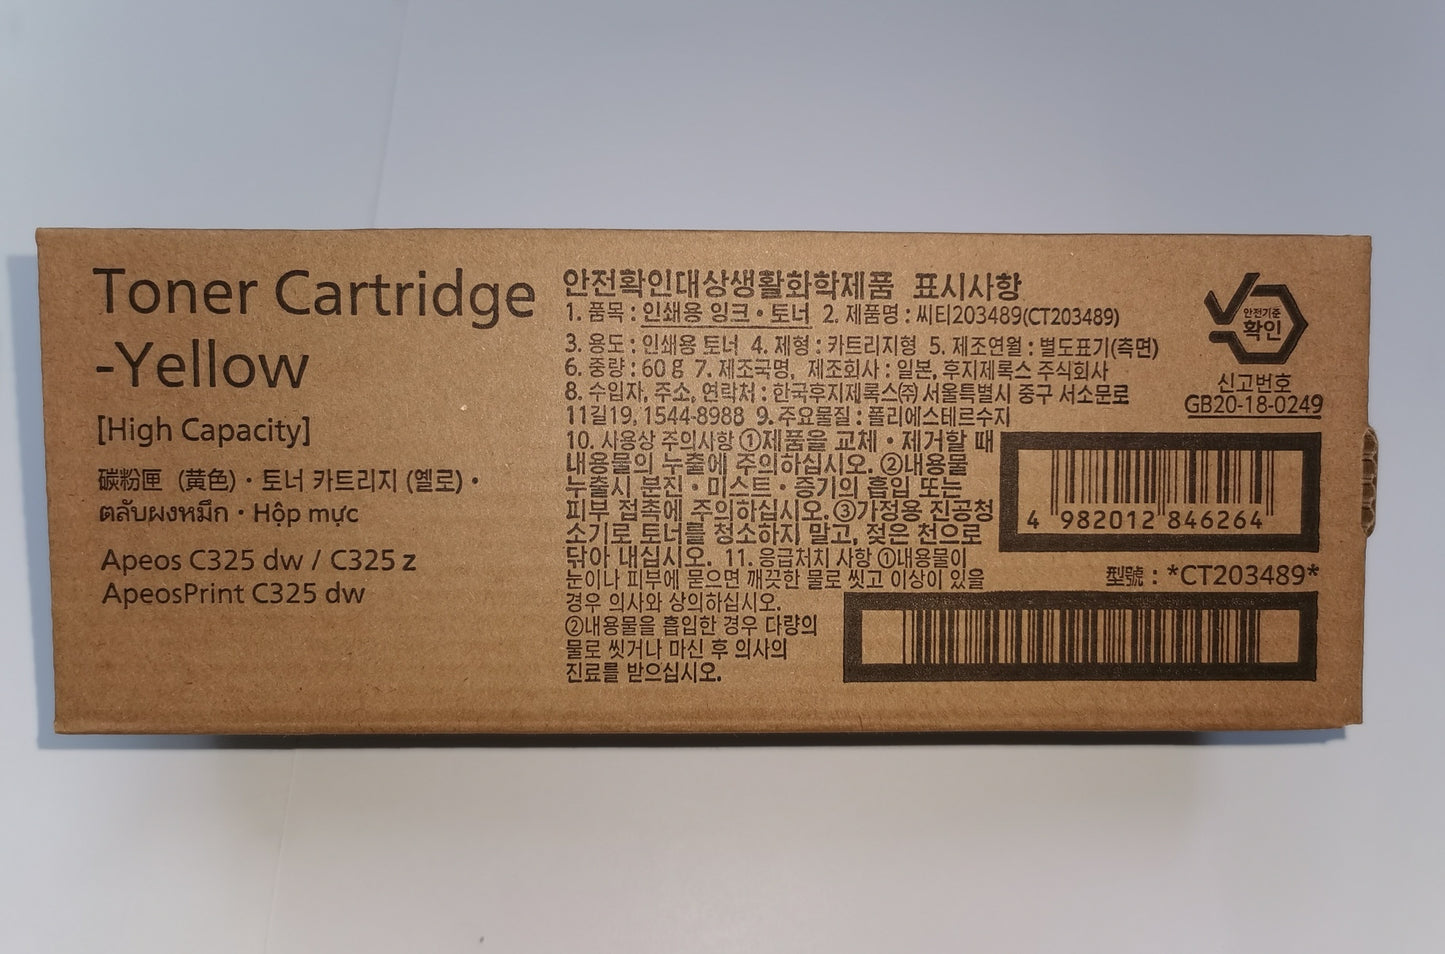 Toner Cartridge
-Yellow
[High Capacity]
碳粉匣 (黄色)・토너 카트리지 (옐로)・
ตลับผงหมึก・Hộp mực
Apeos C325 dw / C325 z
ApeosPrint C325 dw
안전확인대상생활화학제품 표시사항
1. 품목 : 인쇄용 잉크・토너 2. 제품명 : 씨티203489(CT203489)
3. 용도 : 인쇄용 토너 4. 제형 : 카트리지형 5. 제조연월 : 별도표기(측면)
6. 중량 : 60 g 7. 제조국명, 제조회사 : 일본, 후지제록스 주식회사
8. 수입자, 주소, 연락처 : 한국후지제록스㈜ 서울특별시 중구 서소문로
11길19, 1544-8988 9. 주요물질 : 폴리에스테르수지
10. 사용상 주의사항 ①제품을 교체・제거할 때
내용물의 누출에 주의하십시오. ②내용물
누출시 분진・미스트・증기의 흡입 또는
피부 접촉에 주의하십시오. ③가정용 진공청
소기로 토너를 청소하지 말고, 젖은 천으로
닦아 내십시오. 11. 응급처치 사항 ①내용물이
눈이나 피부에 묻으면 깨끗한 물로 씻고 이상이 있을
경우 의사와 상의하십시오.
②내용물을 흡입한 경우 다량의
물로 씻거나 마신 후 의사의
진료를 받으십시오.
안전기준
확인
신고번호
GB20-18-0249
4 982012 846264
型號 : *CT203489*